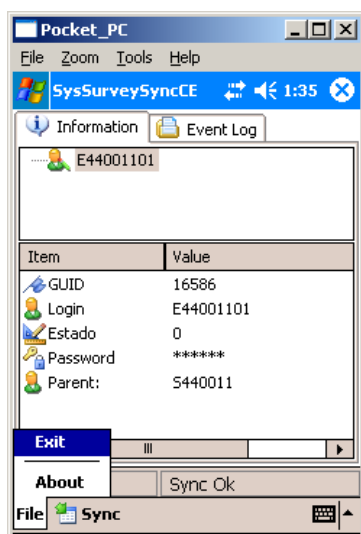 Pocket_PC
File Zoom Tools Help
SysSurveySyncCE 1:35
Information Event Log
E44001101
Item Value
GUID 16586
Login E44001101
Estado 0
Password ******
Parent: S440011
Exit
About Sync Ok
File Sync